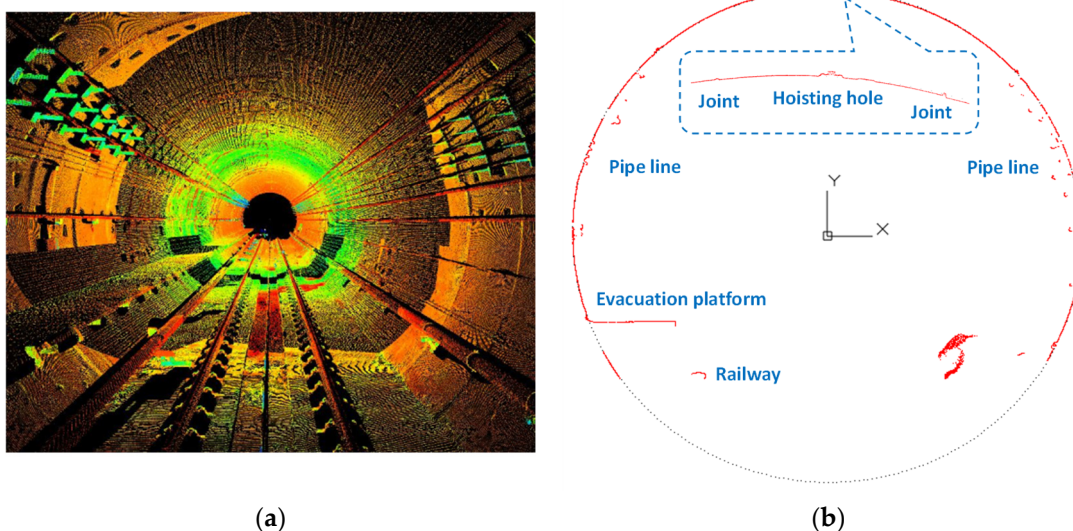 Joint
Hoisting hole
Joint
Pipe line
Pipe line
Y
X
Evacuation platform
Railway
(a)
(b)